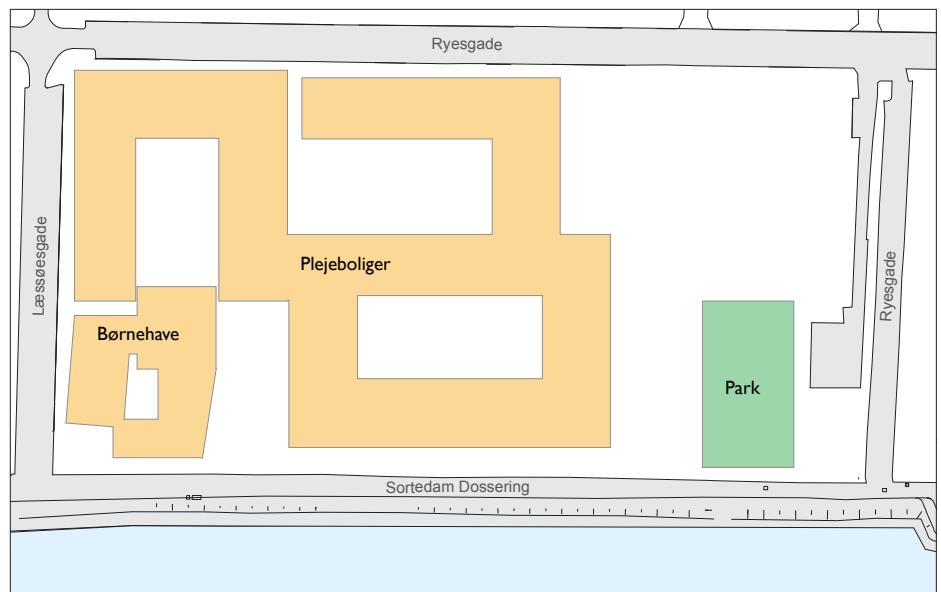 Ryesgade
Læssøesgade
Plejeboliger
Børnehave
Ryesgade
Park
Sortedam Dossering